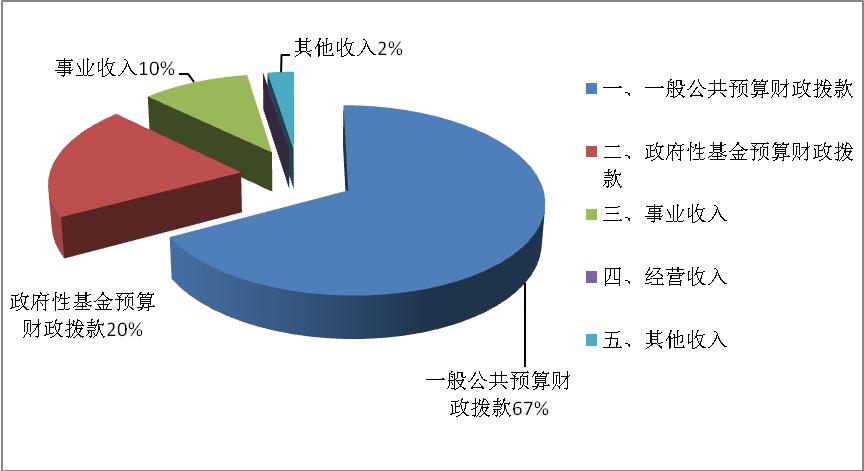 其他收入2%
事业收入10%
政府性基金预算
财政拨款20%
一般公共预算财
政拨款67%
一、一般公共预算财政拨款
二、政府性基金预算财政拨
款
三、事业收入
四、经营收入
五、其他收入